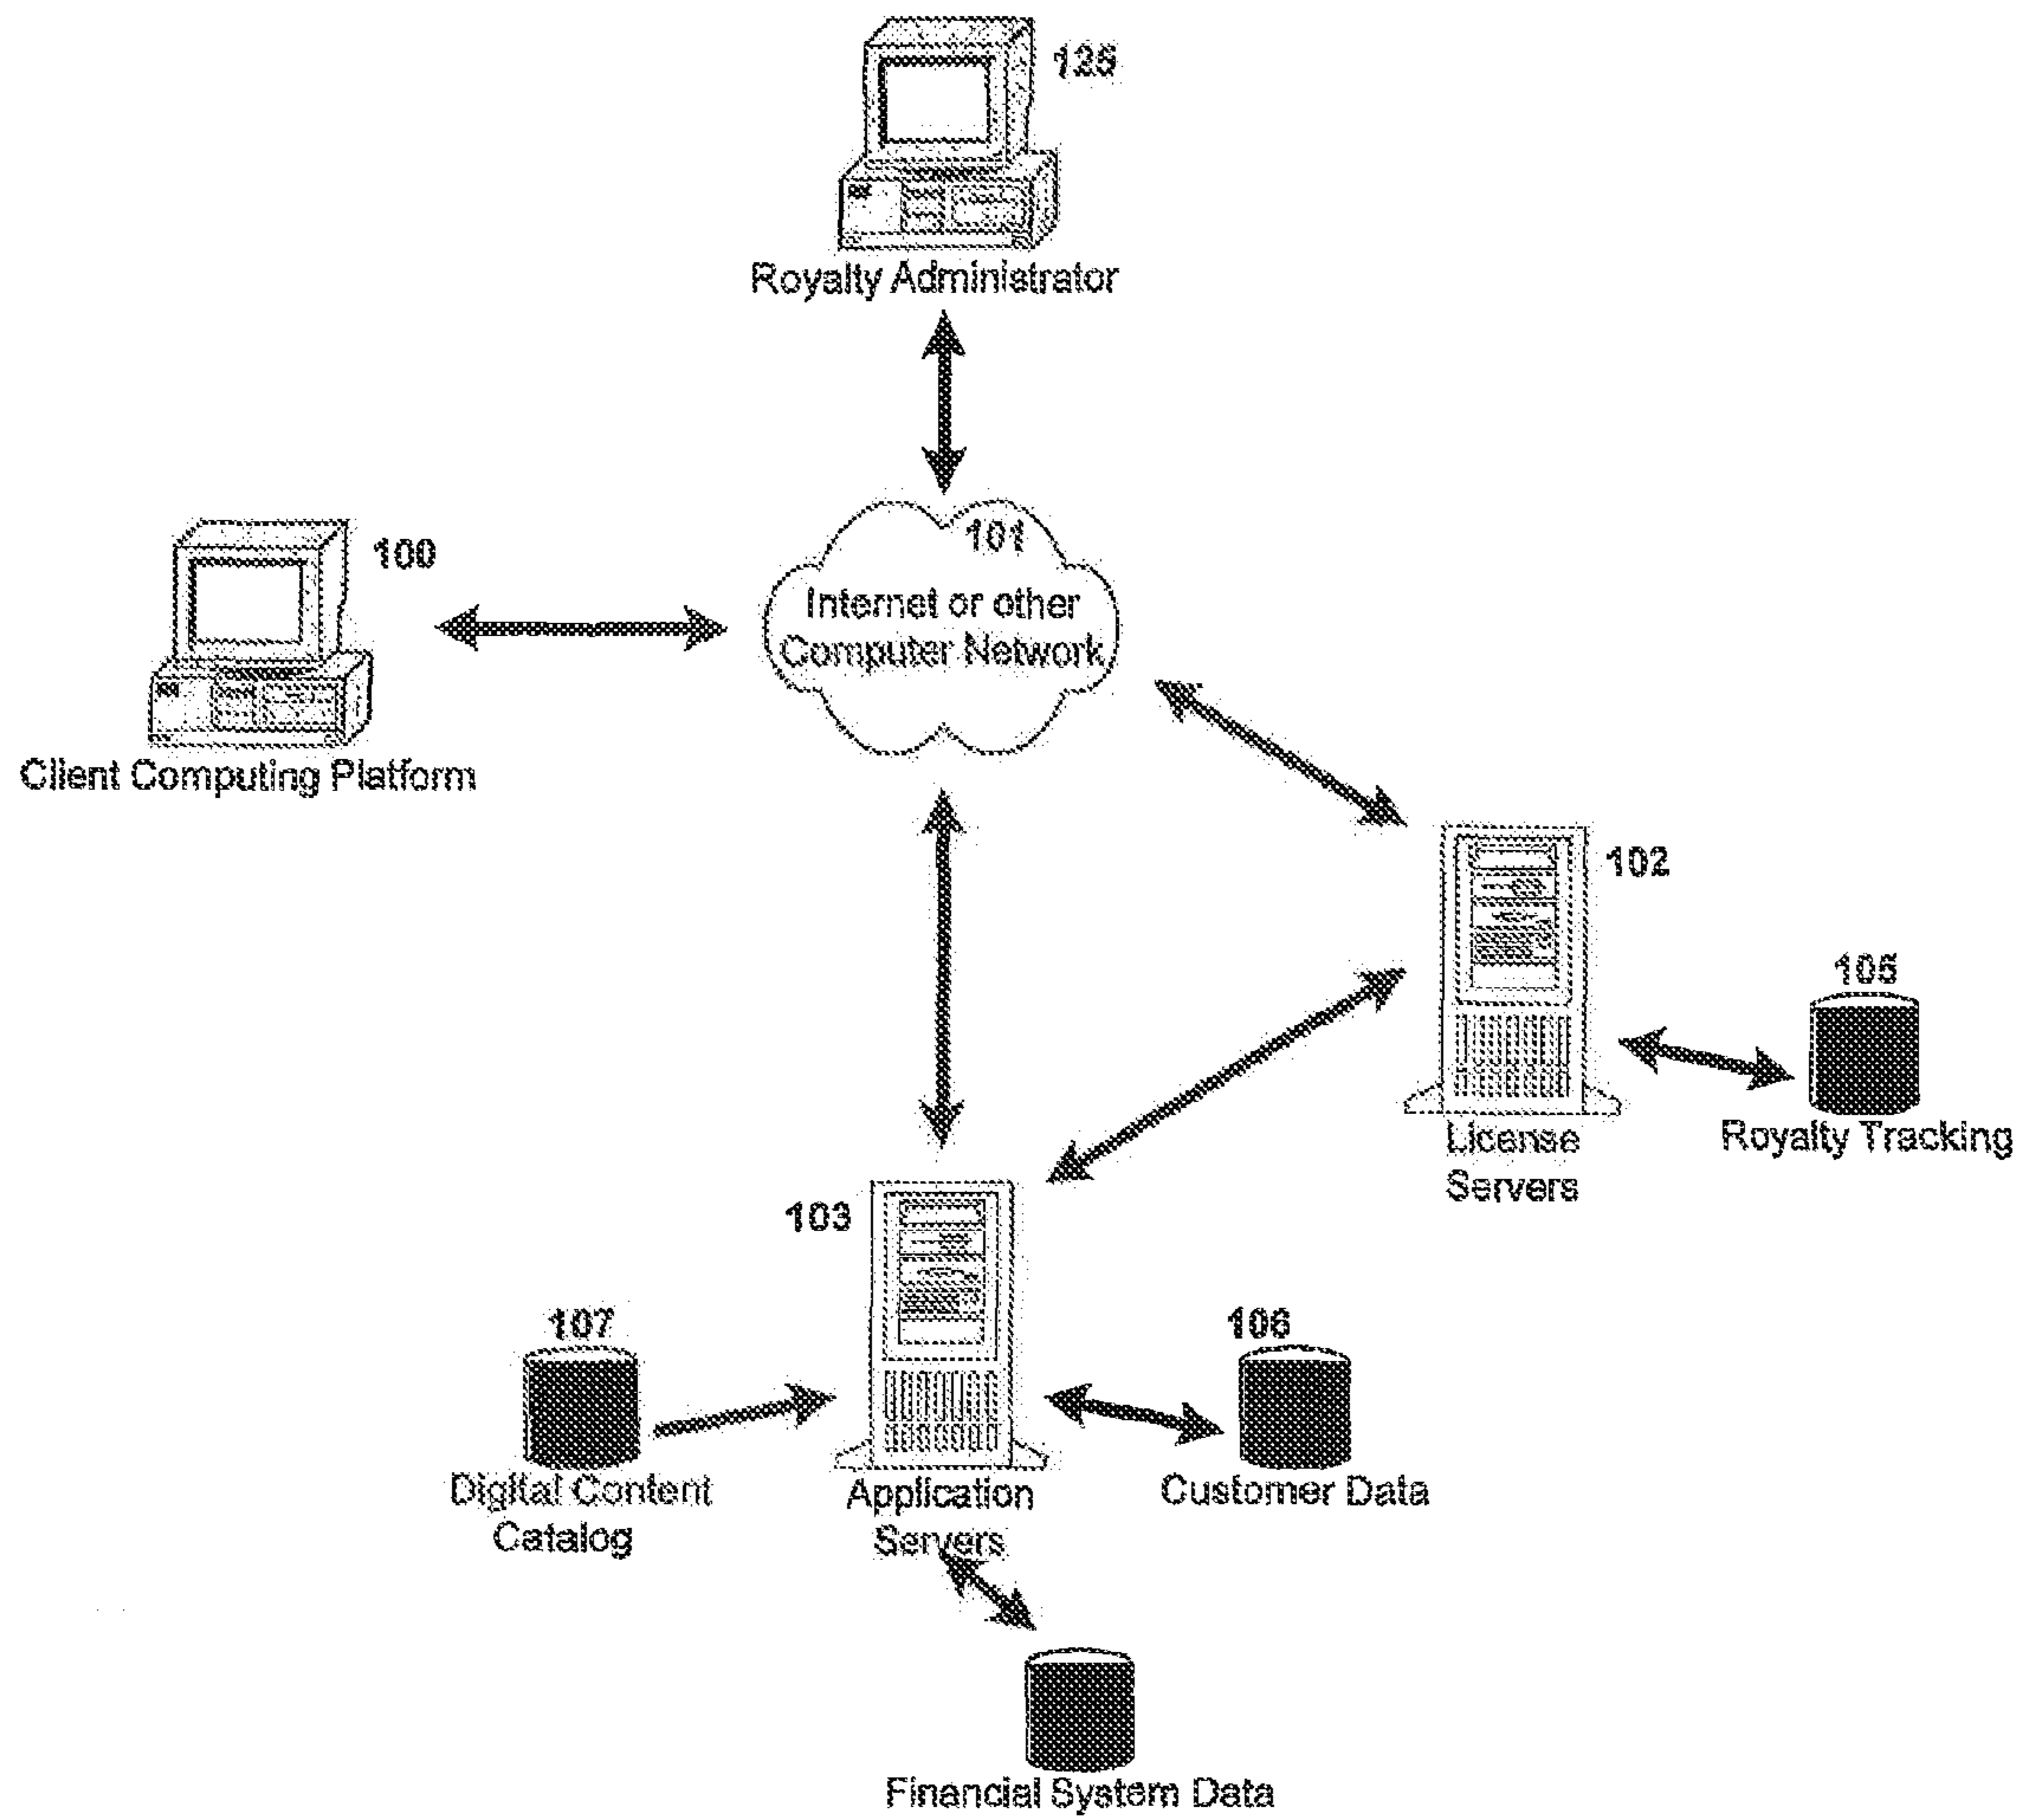 125
Royalty Administrator
101
Internet or other
Computer Network
100
Client Computing Platform
102
License
Servers
105
Royalty Tracking
103
Application
Servers
107
Digital Content
Catalog
106
Customer Data
Financial System Data